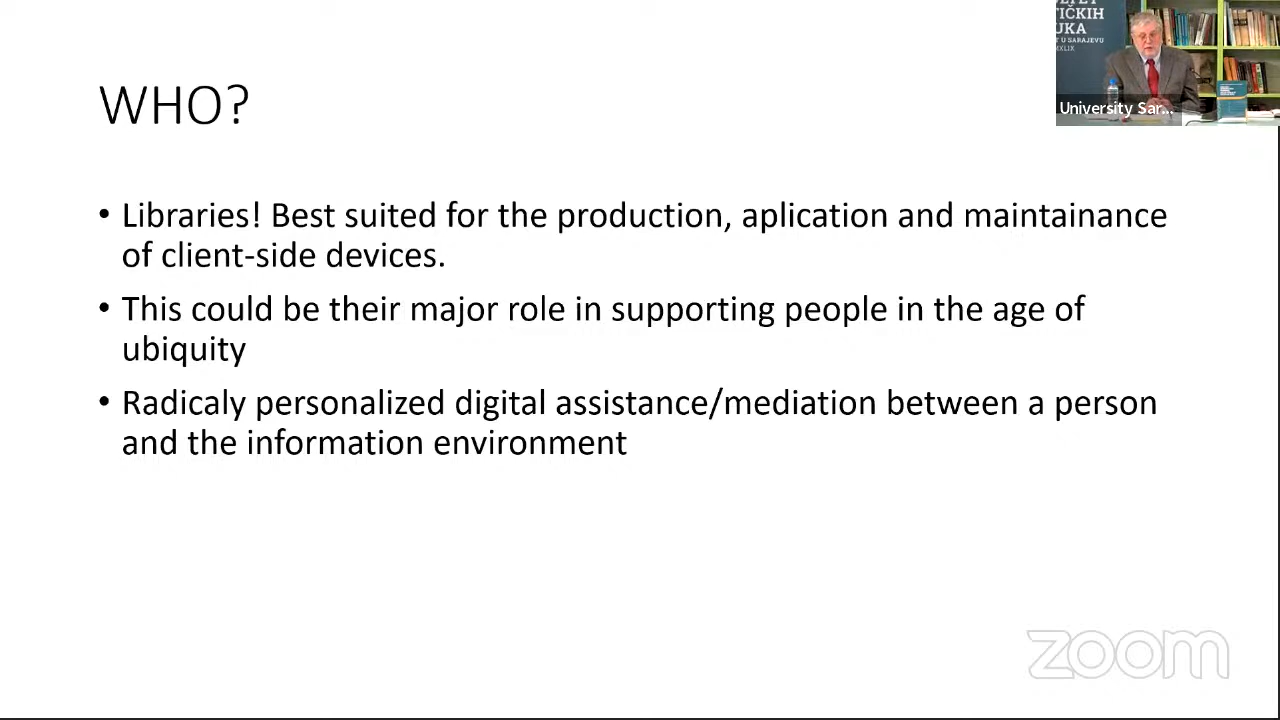 WHO?
• Libraries! Best suited for the production, aplication and maintainance
of client-side devices.
• This could be their major role in supporting people in the age of
ubiquity
• Radicaly personalized digital assistance/mediation between a person
and the information environment
TIČKIH
UKA
T U SARAJEVU
MXLIX
University Sar...
zoom